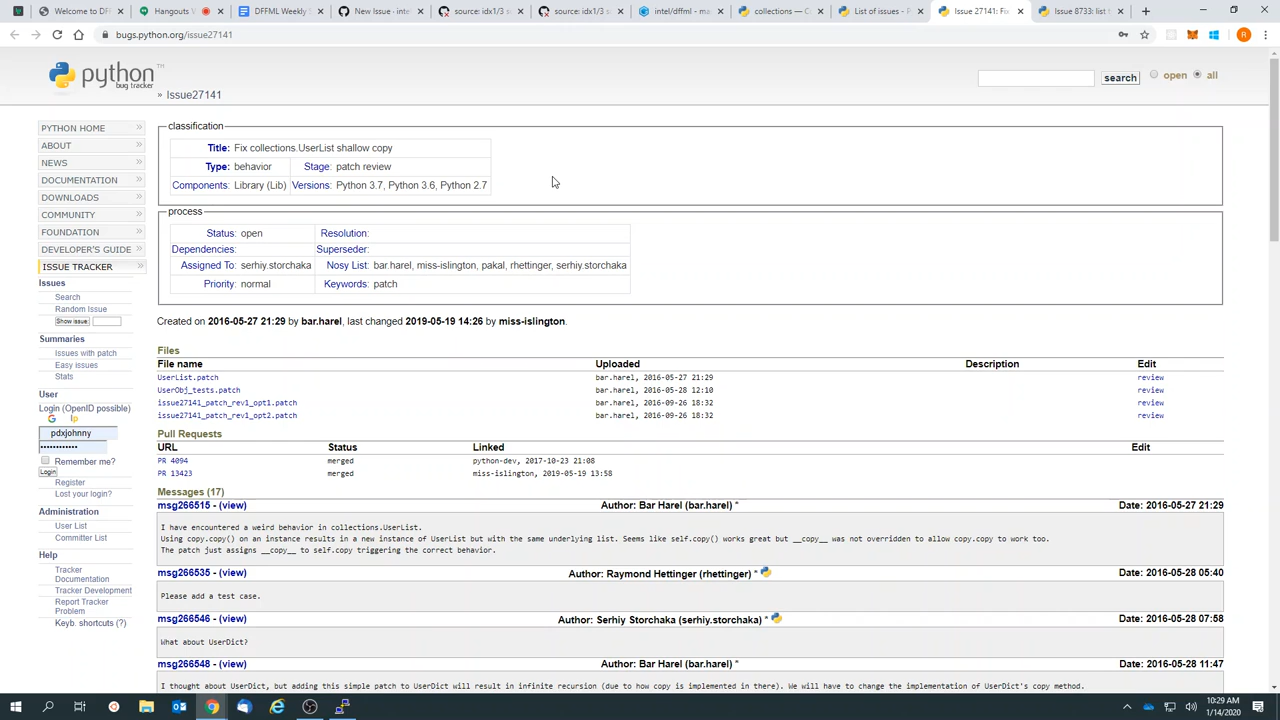 Welcome to DF
Hangouts V
DFFML Weekly
New Issue · inte
source: idx1/3 s
source: idx1/3 s
intel/dffml - ma
collections — C
List of issues - P
Issue 27141: Fi
Issue 8733: list
bugs.python.org/issue27141
R
python
bug tracker
TM
search
open
all
» Issue27141
PYTHON HOME »
ABOUT »
NEWS »
DOCUMENTATION »
DOWNLOADS »
COMMUNITY »
FOUNDATION »
DEVELOPER'S GUIDE »
ISSUE TRACKER »
Issues
Search
Random Issue
Show issue:
Summaries
Issues with patch
Easy issues
Stats
User
Login (OpenID possible)
G lp
pdxjohnny
••••••••••••
Remember me?
Login
Register
Lost your login?
Administration
User List
Committer List
Help
Tracker
Documentation
Tracker Development
Report Tracker
Problem
Keyb. shortcuts (?)
classification
Title: Fix collections.UserList shallow copy
Type: behavior Stage: patch review
Components: Library (Lib) Versions: Python 3.7, Python 3.6, Python 2.7
process
Status: open Resolution:
Dependencies: Superseder:
Assigned To: serhiy.storchaka Nosy List: bar.harel, miss-islington, pakal, rhettinger, serhiy.storchaka
Priority: normal Keywords: patch
Created on 2016-05-27 21:29 by bar.harel, last changed 2019-05-19 14:26 by miss-islington.
Files
File name Uploaded Description Edit
UserList.patch bar.harel, 2016-05-27 21:29 review
UserObj_tests.patch bar.harel, 2016-05-28 12:10 review
issue27141_patch_rev1_opt1.patch bar.harel, 2016-09-26 18:32 review
issue27141_patch_rev1_opt2.patch bar.harel, 2016-09-26 18:32 review
Pull Requests
URL Status Linked Edit
PR 4094 merged python-dev, 2017-10-23 21:08
PR 13423 merged miss-islington, 2019-05-19 13:58
Messages (17)
msg266515 - (view) Author: Bar Harel (bar.harel) * Date: 2016-05-27 21:29
I have encountered a weird behavior in collections.UserList.
Using copy.copy() on an instance results in a new instance of UserList but with the same underlying list. Seems like self.copy() works great but __copy__ was not overridden to allow copy.copy to work too.
The patch just assigns __copy__ to self.copy triggering the correct behavior.
msg266535 - (view) Author: Raymond Hettinger (rhettinger) * Date: 2016-05-28 05:40
Please add a test case.
msg266546 - (view) Author: Serhiy Storchaka (serhiy.storchaka) * Date: 2016-05-28 07:58
What about UserDict?
msg266548 - (view) Author: Bar Harel (bar.harel) * Date: 2016-05-28 11:47
I thought about UserDict, but adding this simple patch to UserDict will result in infinite recursion (due to how copy is implemented in there). We will have to change the implementation of UserDict's copy method.
10:29 AM
1/14/2020